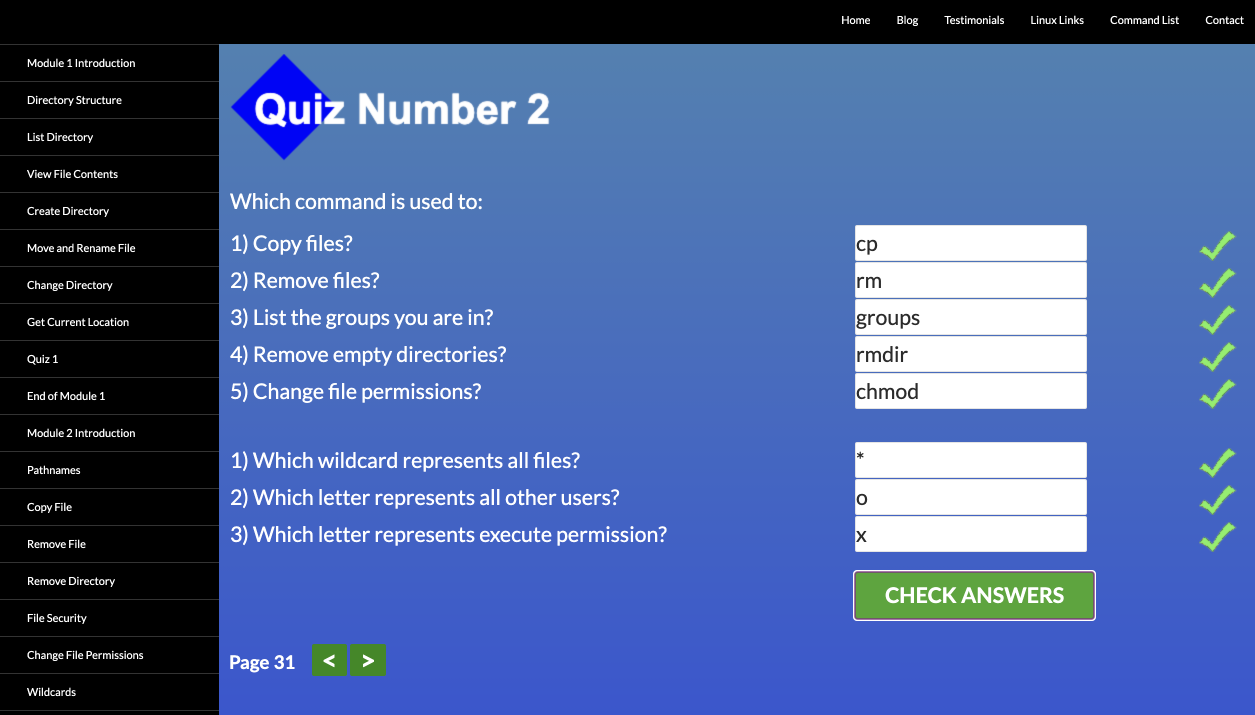 Home Blog Testimonials Linux Links Command List Contact
Module 1 Introduction
Directory Structure
List Directory
View File Contents
Create Directory
Move and Rename File
Change Directory
Get Current Location
Quiz 1
End of Module 1
Module 2 Introduction
Pathnames
Copy File
Remove File
Remove Directory
File Security
Change File Permissions
Wildcards
Quiz Number 2
Which command is used to:
1) Copy files? cp
2) Remove files? rm
3) List the groups you are in? groups
4) Remove empty directories? rmdir
5) Change file permissions? chmod
1) Which wildcard represents all files? *
2) Which letter represents all other users? o
3) Which letter represents execute permission? x
CHECK ANSWERS
Page 31 < >